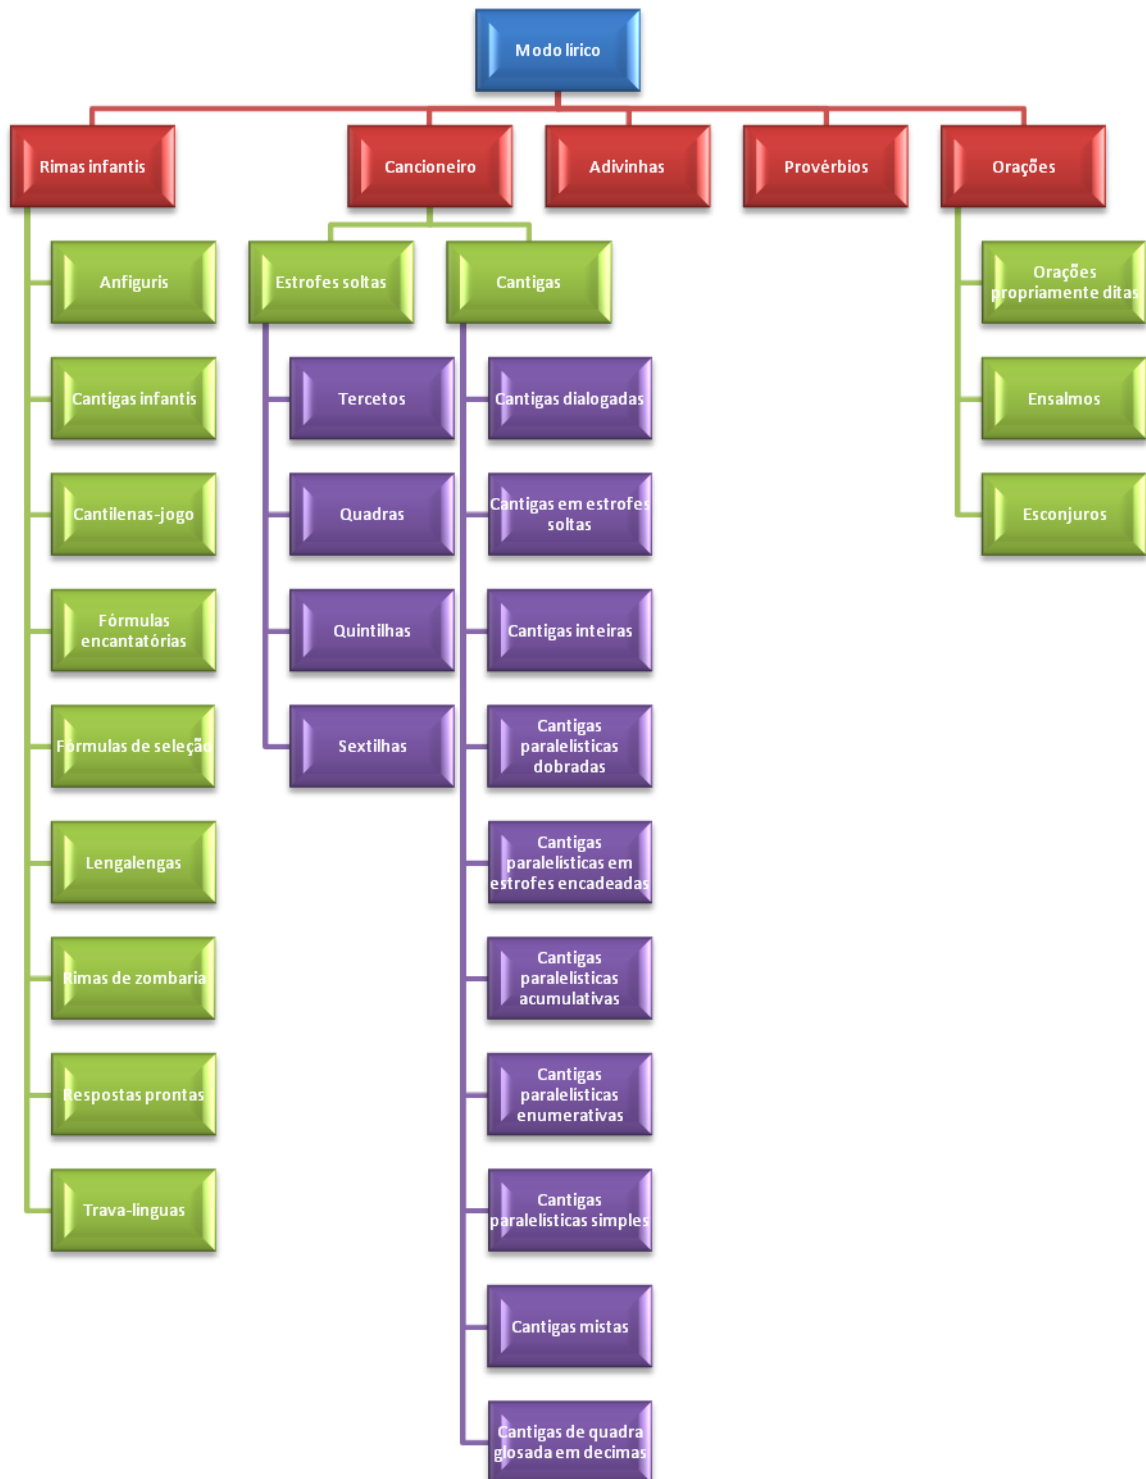 Modo lírico
Rimas infantis
Cancioneiro
Adivinhas
Provérbios
Orações
Anfiguris
Cantigas infantis
Cantilenas-jogo
Fórmulas
encantatórias
Fórmulas de seleção
Lengalengas
Rimas de zombaria
Respostas prontas
Trava-línguas
Estrofes soltas
Tercetos
Quadras
Quintilhas
Sextilhas
Cantigas
Cantigas dialogadas
Cantigas em estrofes
soltas
Cantigas inteiras
Cantigas
paralelísticas
dobradas
Cantigas
paralelísticas em
estrofes encadeadas
Cantigas
paralelísticas
acumulativas
Cantigas
paralelísticas
enumerativas
Cantigas
paralelísticas simples
Cantigas mistas
Cantigas de quadra
glosada em decimas
Orações
propriamente ditas
Ensalmos
Esconjuros